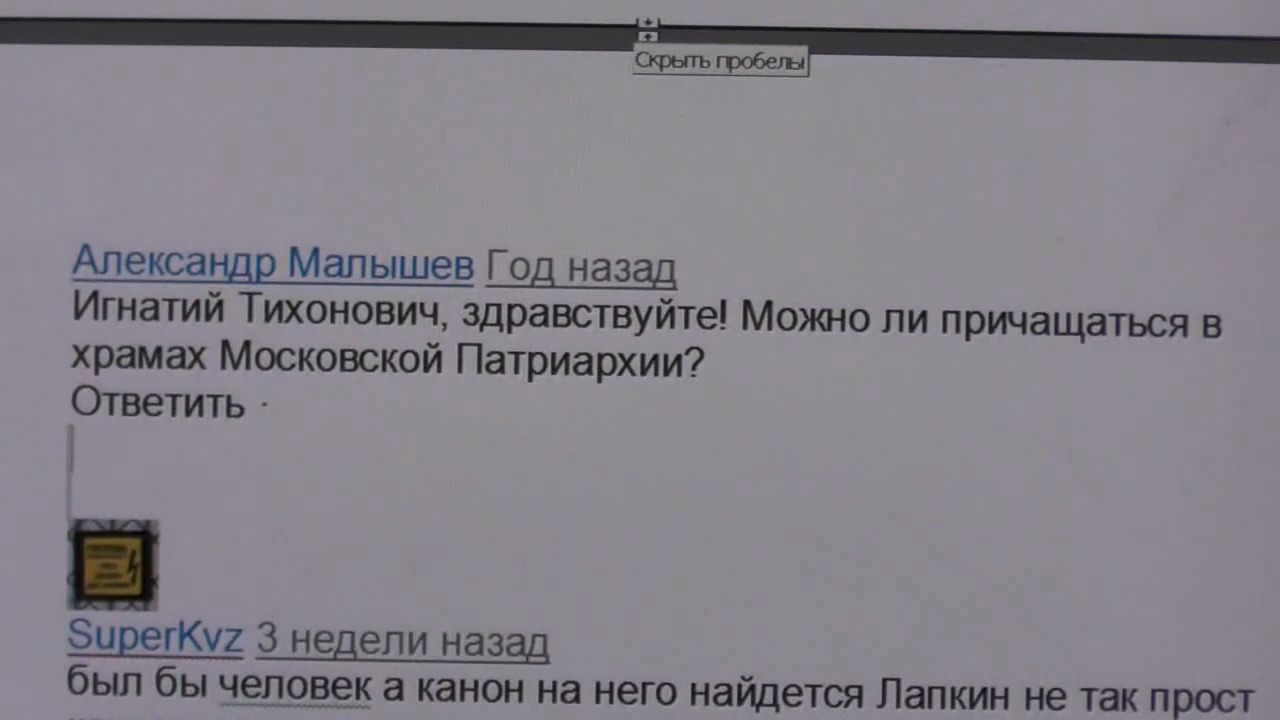 Скрыть пробелы
Александр Малышев Год назад
Игнатий Тихонович, здравствуйте! Можно ли причащаться в
храмах Московской Патриархии?
Ответить ·
SuperKvz 3 недели назад
был бы человек а канон на него найдется Лапкин не так прост